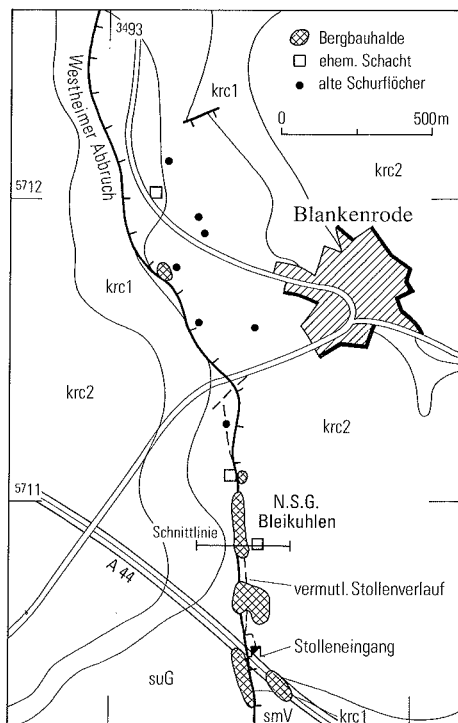 3493
Bergbauhalde
ehem. Schacht
alte Schurflöcher
0 500m
Westheimer Abbruch
krc1
krc2
5712
Blankenrode
krc1
krc2
krc2
5711
N.S.G.
Bleikuhlen
Schnittlinie
A 44
vermutl. Stollenverlauf
Stolleneingang
suG
smV
krc1